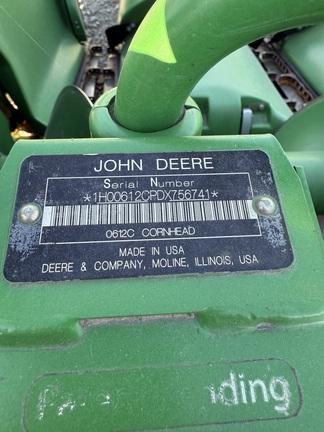 JOHN DEERE
Serial Number
*1H00612CPDX756741*
0612C CORNHEAD
MADE IN USA
DEERE & COMPANY, MOLINE, ILLINOIS, USA